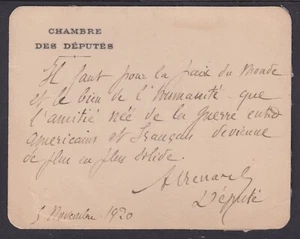 CHAMBRE
DES DÉPUTÉS
Il faut pour la paix du Monde
et le bien de l'humanité que
l'amitié née de la guerre entre
Américains et Français devienne
de plus en plus solide.
Député
5 Novembre 1920